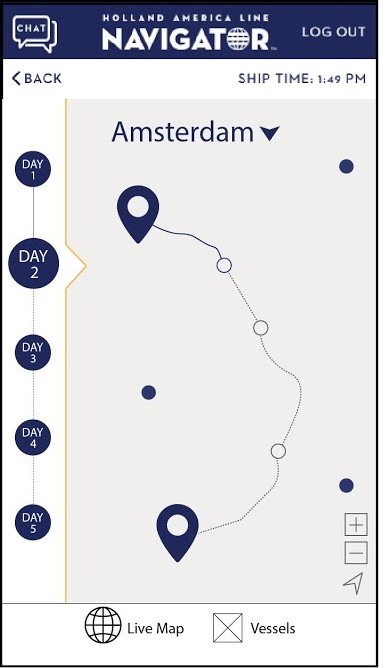 CHAT
HOLLAND AMERICA LINE
NAVIGATOR™
LOG OUT
BACK
SHIP TIME: 1:49 PM
Amsterdam
DAY
1
DAY
2
DAY
3
DAY
4
DAY
5
Live Map
Vessels